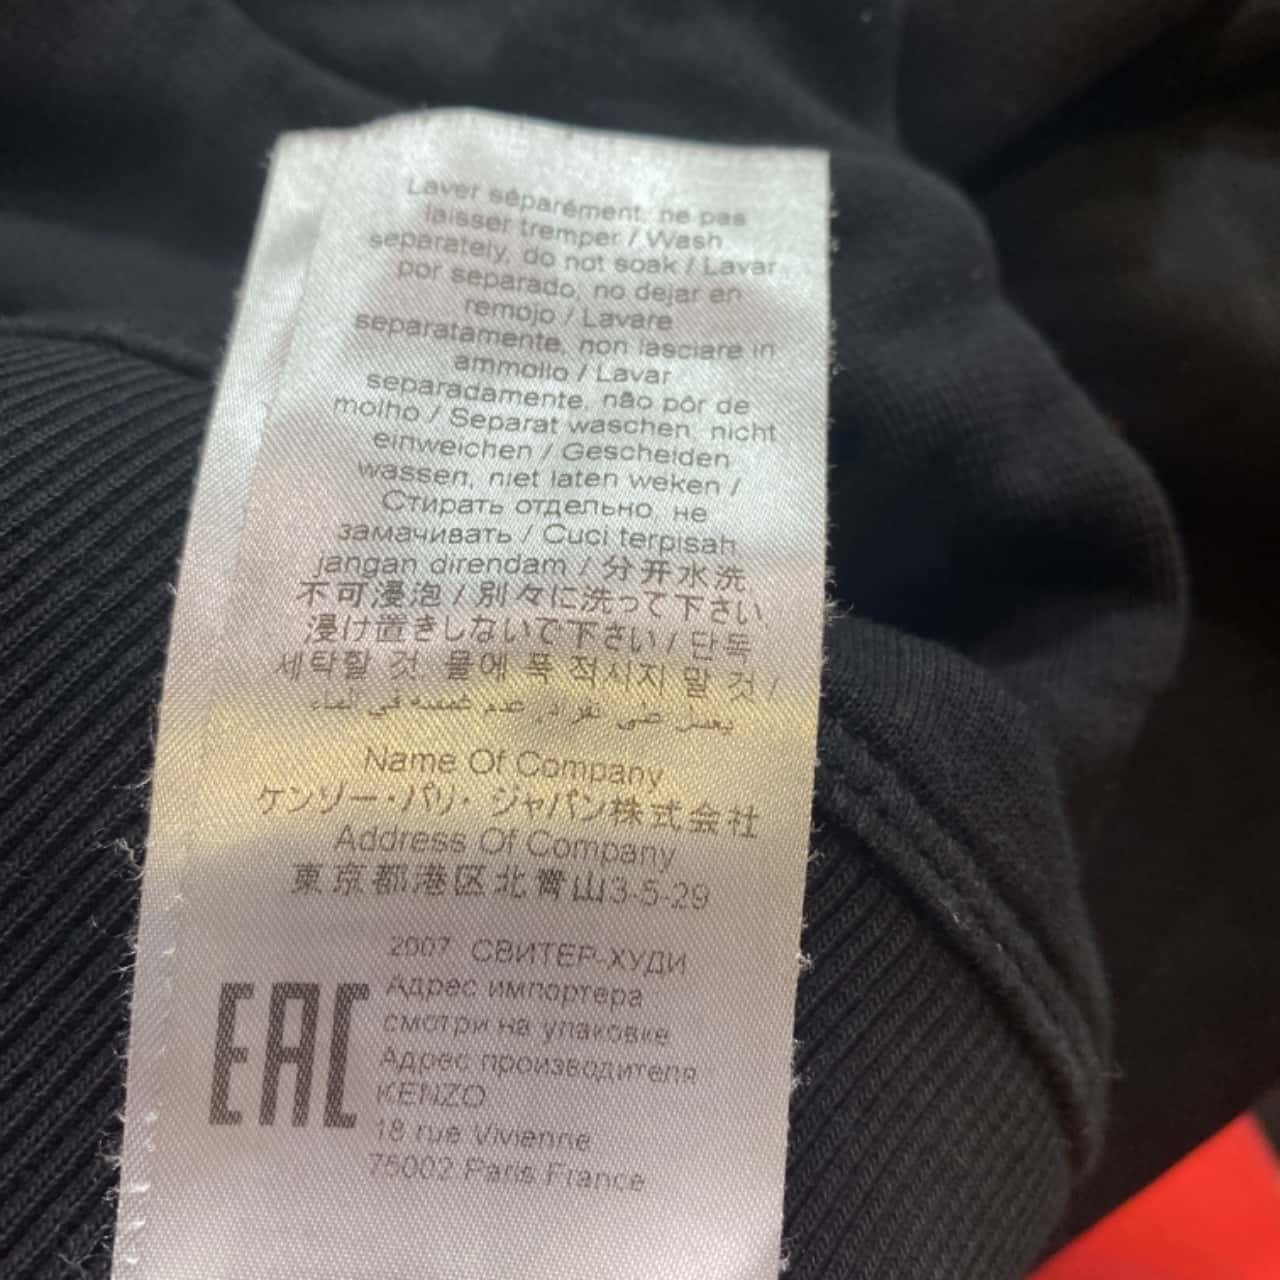 Laver séparément, ne pas
laisser tremper / Wash
separately, do not soak / Lavar
por separado, no dejar en
remojo / Lavare
separatamente, non lasciare in
ammollo / Lavar
separadamente, não pôr de
molho / Separat waschen, nicht
einweichen / Gescheiden
wassen, niet laten weken /
Стирать отдельно, не
замачивать / Cuci terpisah
jangan direndam / 分开水洗
不可浸泡 / 別々に洗って下さい
浸け置きしないで下さい / 단독
세탁할 것, 물에 푹 적시지 말 것 /
يغسل على
في الماء
Name Of Company
ケンゾー・パリ・ジャパン株式会社
Address Of Company
東京都港区北青山3-5-29
2007 СВИТЕР-ХУДИ
Адрес импортера
смотри на упаковке
Адрес производителя
KENZO
18 rue Vivienne
75002 Paris France
EAC